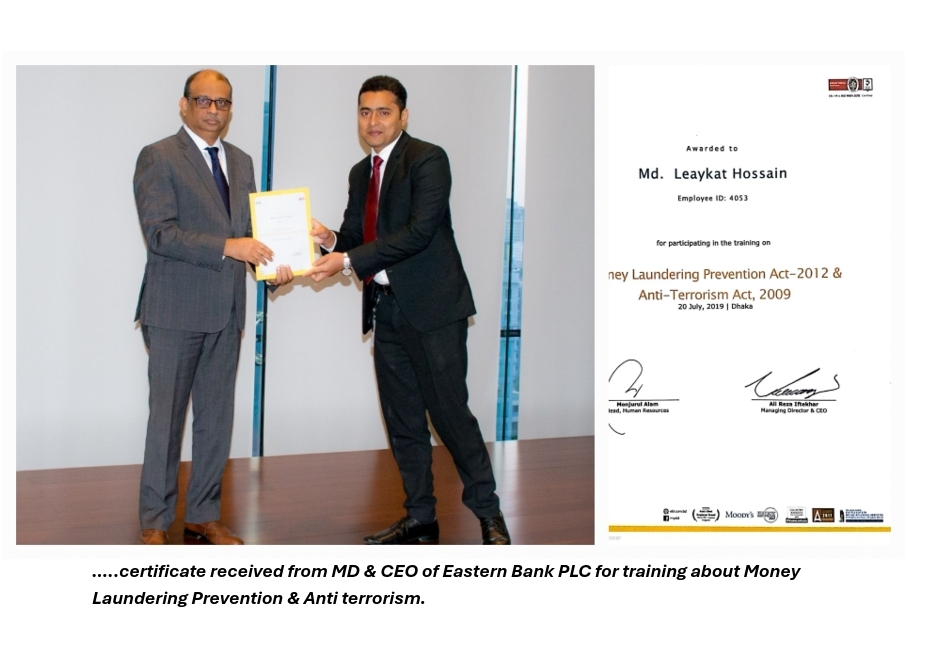 Awarded to
Md. Leaykat Hossain
Employee ID: 4053
for participating in the training on
ney Laundering Prevention Act-2012 &
Anti-Terrorism Act, 2009
20 July, 2019 | Dhaka
Monjurul Alam
ead, Human Resources
Ali Reza Iftekhar
Managing Director & CEO
MOODY'S
.....certificate received from MD & CEO of Eastern Bank PLC for training about Money
Laundering Prevention & Anti terrorism.